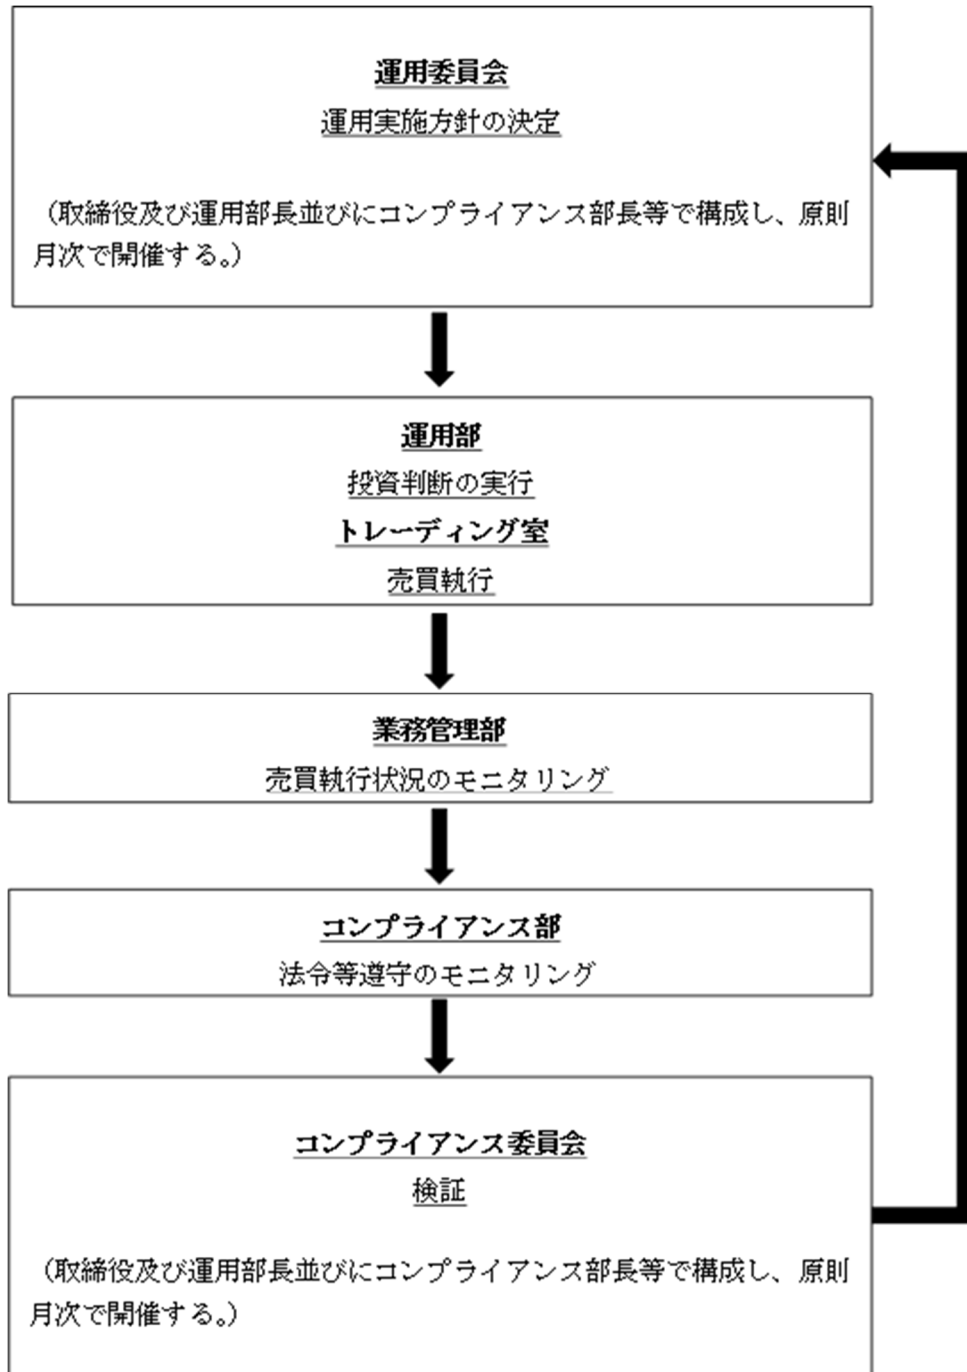 運用委員会
運用実施方針の決定
（取締役及び運用部長並びにコンプライアンス部長等で構成し、原則
月次で開催する。）
運用部
投資判断の実行
トレーディング室
売買執行
業務管理部
売買執行状況のモニタリング
コンプライアンス部
法令等遵守のモニタリング
コンプライアンス委員会
検証
（取締役及び運用部長並びにコンプライアンス部長等で構成し、原則
月次で開催する。）